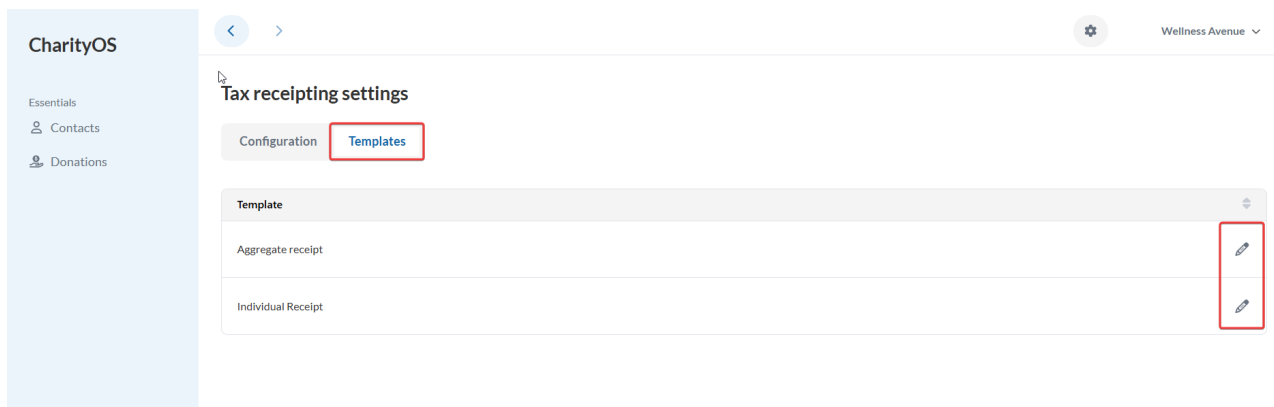 CharityOS
Wellness Avenue
Essentials
Contacts
Donations
Tax receipting settings
Configuration
Templates
Template
Aggregate receipt
Individual Receipt